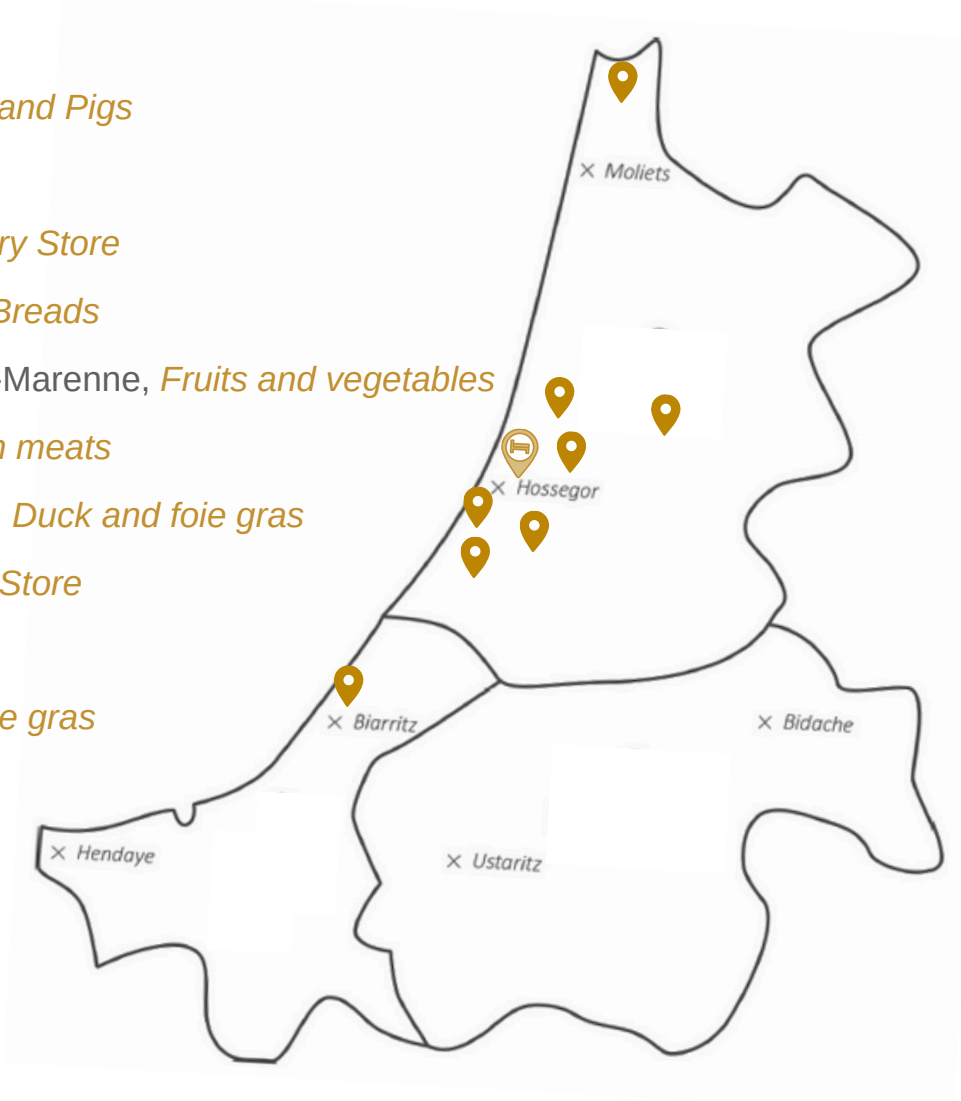 and Pigs
ry Store
Breads
-Marenne, Fruits and vegetables
n meats
Duck and foie gras
Store
e gras
Moliets
Hossegor
Biarritz
Bidache
Hendaye
Ustaritz